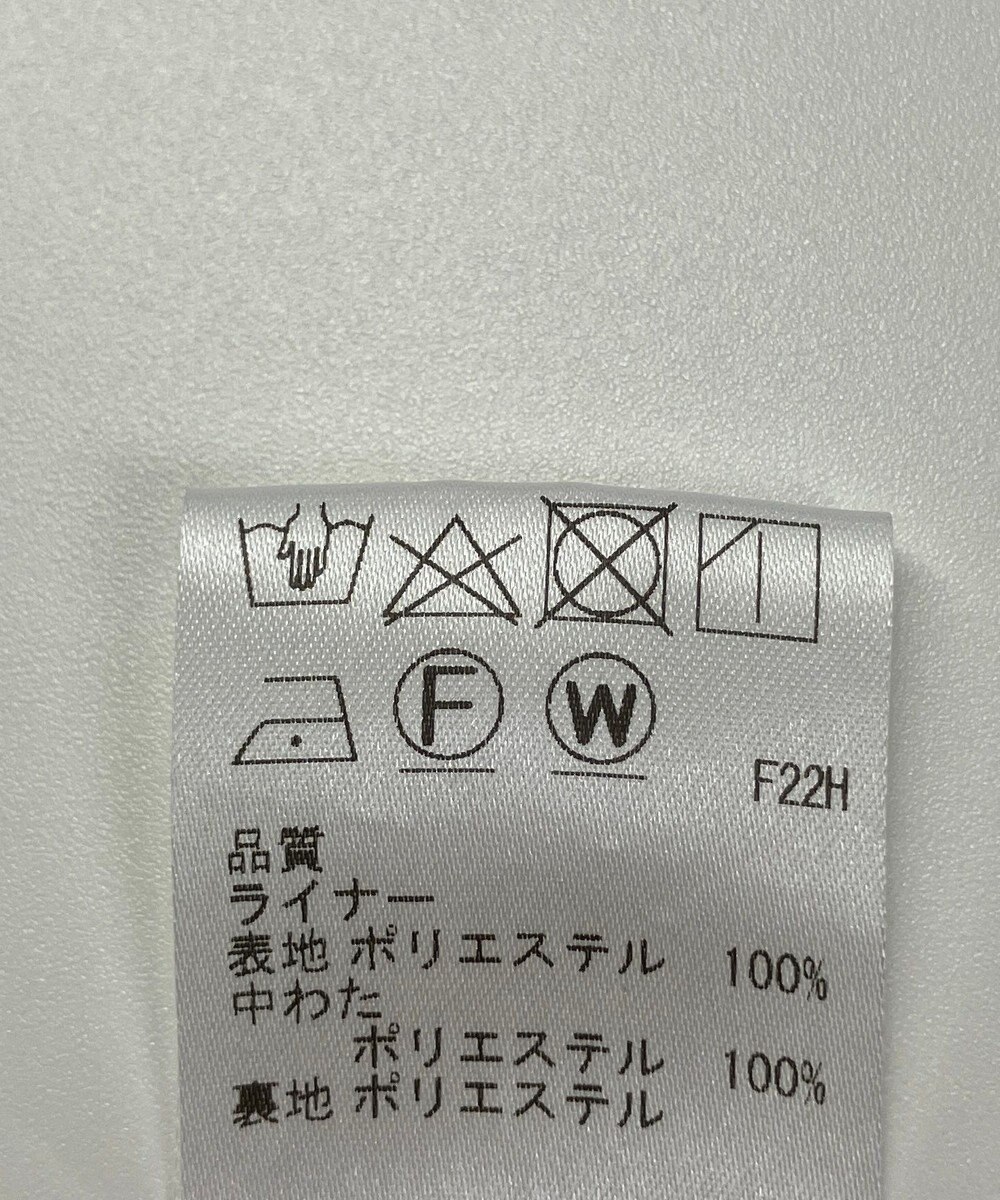 F W
F22H
品質
ライナー
表地 ポリエステル 100%
中わた
ポリエステル 100%
裏地 ポリエステル